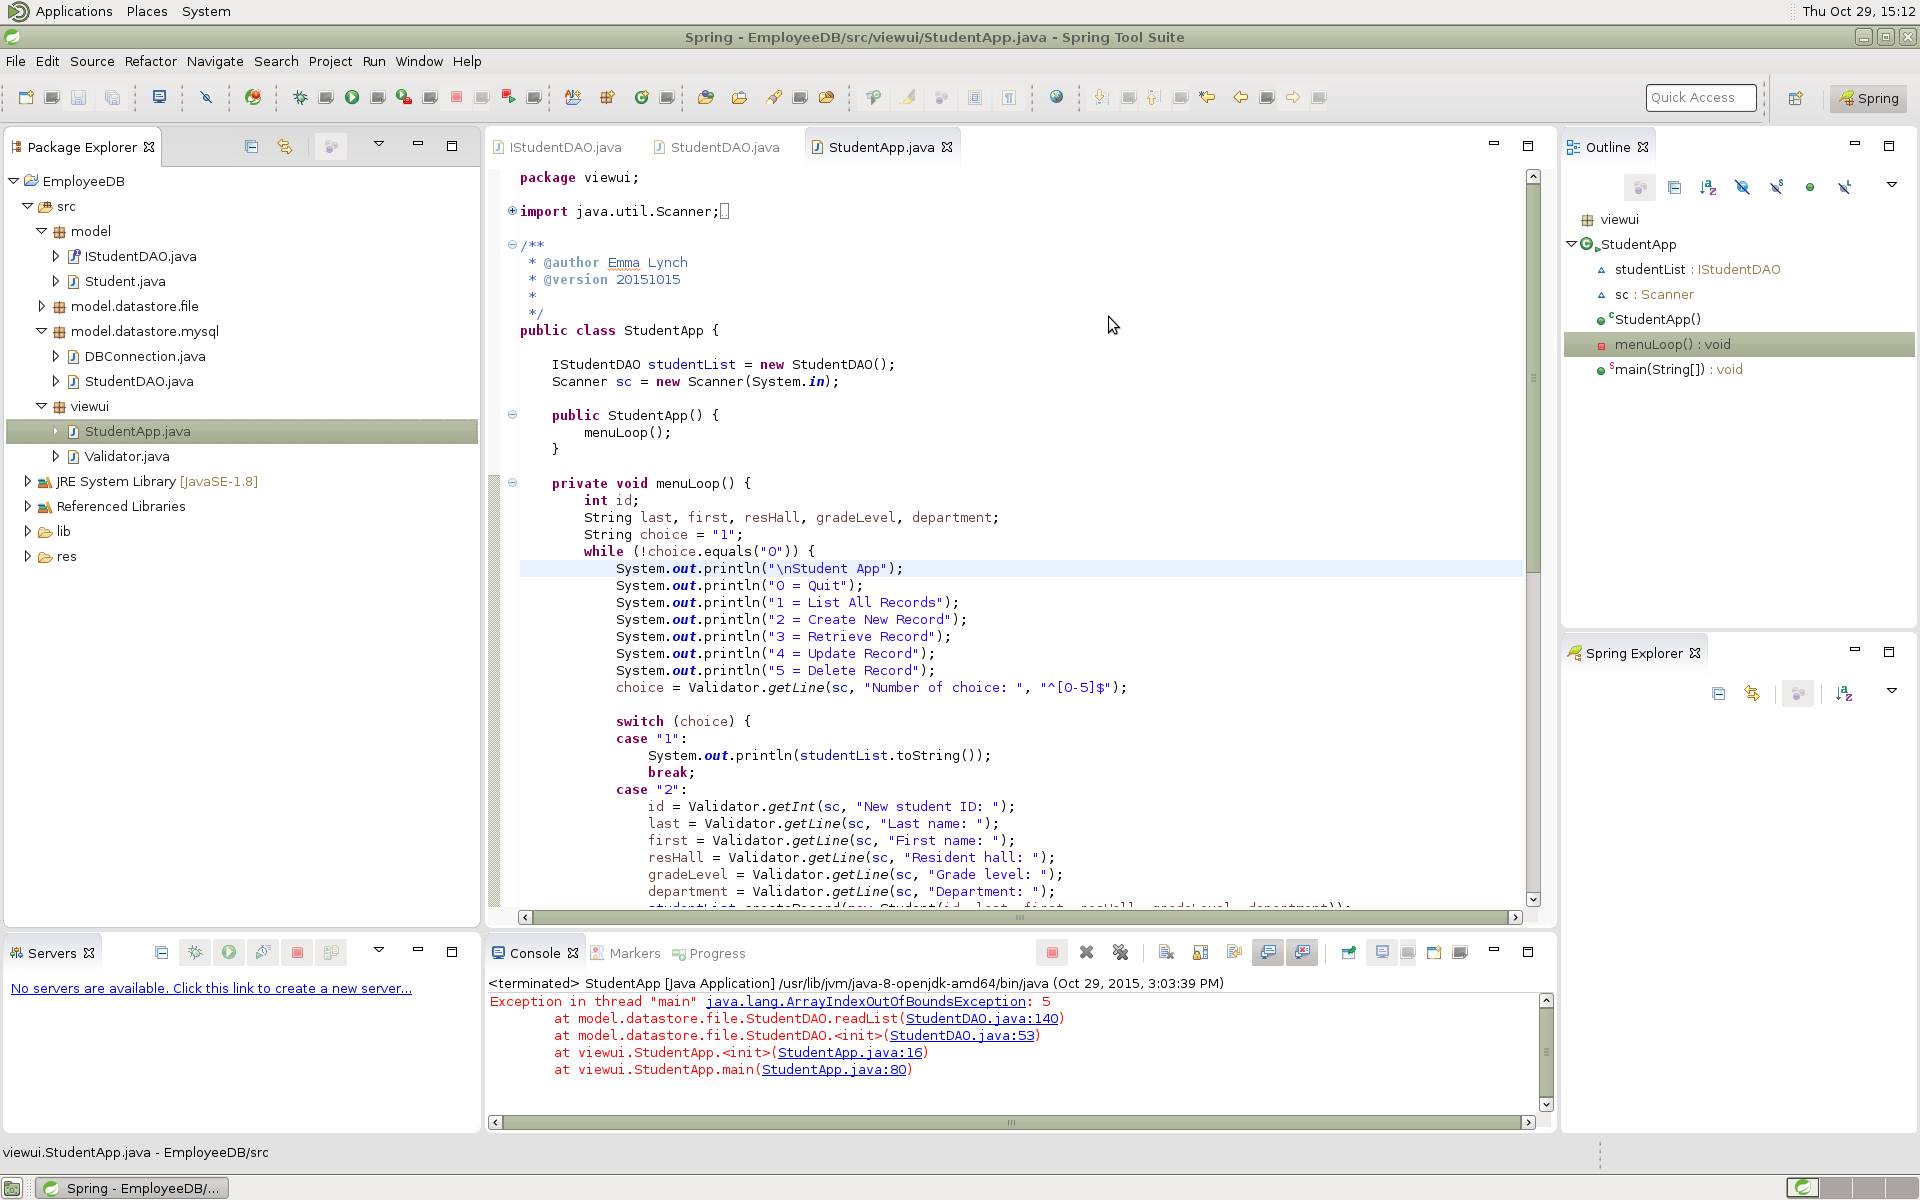 Applications Places System
Thu Oct 29, 15:12
Spring - EmployeeDB/src/viewui/StudentApp.java - Spring Tool Suite
File Edit Source Refactor Navigate Search Project Run Window Help
Quick Access
Spring
Package Explorer
EmployeeDB
src
model
IStudentDAO.java
Student.java
model.datastore.file
model.datastore.mysql
DBConnection.java
StudentDAO.java
viewui
StudentApp.java
Validator.java
JRE System Library [JavaSE-1.8]
Referenced Libraries
lib
res
IStudentDAO.java StudentDAO.java StudentApp.java
package viewui;
import java.util.Scanner;
/**
* @author Emma Lynch
* @version 20151015
*
*/
public class StudentApp {
IStudentDAO studentList = new StudentDAO();
Scanner sc = new Scanner(System.in);
public StudentApp() {
menuLoop();
}
private void menuLoop() {
int id;
String last, first, resHall, gradeLevel, department;
String choice = "1";
while (!choice.equals("0")) {
System.out.println("\nStudent App");
System.out.println("0 = Quit");
System.out.println("1 = List All Records");
System.out.println("2 = Create New Record");
System.out.println("3 = Retrieve Record");
System.out.println("4 = Update Record");
System.out.println("5 = Delete Record");
choice = Validator.getLine(sc, "Number of choice: ", "^[0-5]$");
switch (choice) {
case "1":
System.out.println(studentList.toString());
break;
case "2":
id = Validator.getInt(sc, "New student ID: ");
last = Validator.getLine(sc, "Last name: ");
first = Validator.getLine(sc, "First name: ");
resHall = Validator.getLine(sc, "Resident hall: ");
gradeLevel = Validator.getLine(sc, "Grade level: ");
department = Validator.getLine(sc, "Department: ");
studentList.createRecord(new Student(id, last, first, resHall, gradeLevel, department));
Outline
viewui
StudentApp
studentList : IStudentDAO
sc : Scanner
StudentApp()
menuLoop() : void
main(String[]) : void
Spring Explorer
Servers
No servers are available. Click this link to create a new server...
Console Markers Progress
<terminated> StudentApp [Java Application] /usr/lib/jvm/java-8-openjdk-amd64/bin/java (Oct 29, 2015, 3:03:39 PM)
Exception in thread "main" java.lang.ArrayIndexOutOfBoundsException: 5
at model.datastore.file.StudentDAO.readList(StudentDAO.java:140)
at model.datastore.file.StudentDAO.<init>(StudentDAO.java:53)
at viewui.StudentApp.<init>(StudentApp.java:16)
at viewui.StudentApp.main(StudentApp.java:80)
viewui.StudentApp.java - EmployeeDB/src
Spring - EmployeeDB/...